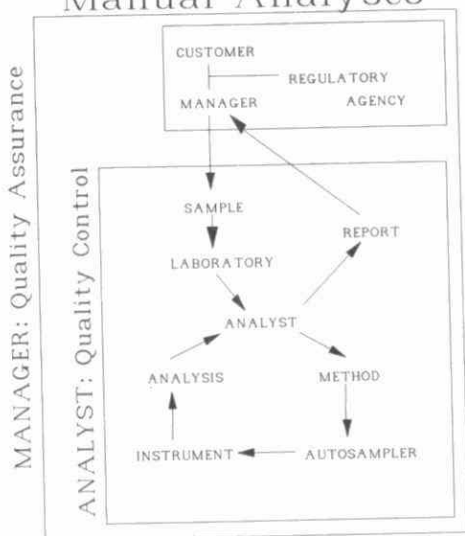 Manual Analyses
CUSTOMER
REGULATORY
MANAGER AGENCY
SAMPLE
REPORT
LABORATORY
ANALYST
ANALYSIS METHOD
INSTRUMENT AUTOSAMPLER
MANAGER: Quality Assurance
ANALYST: Quality Control